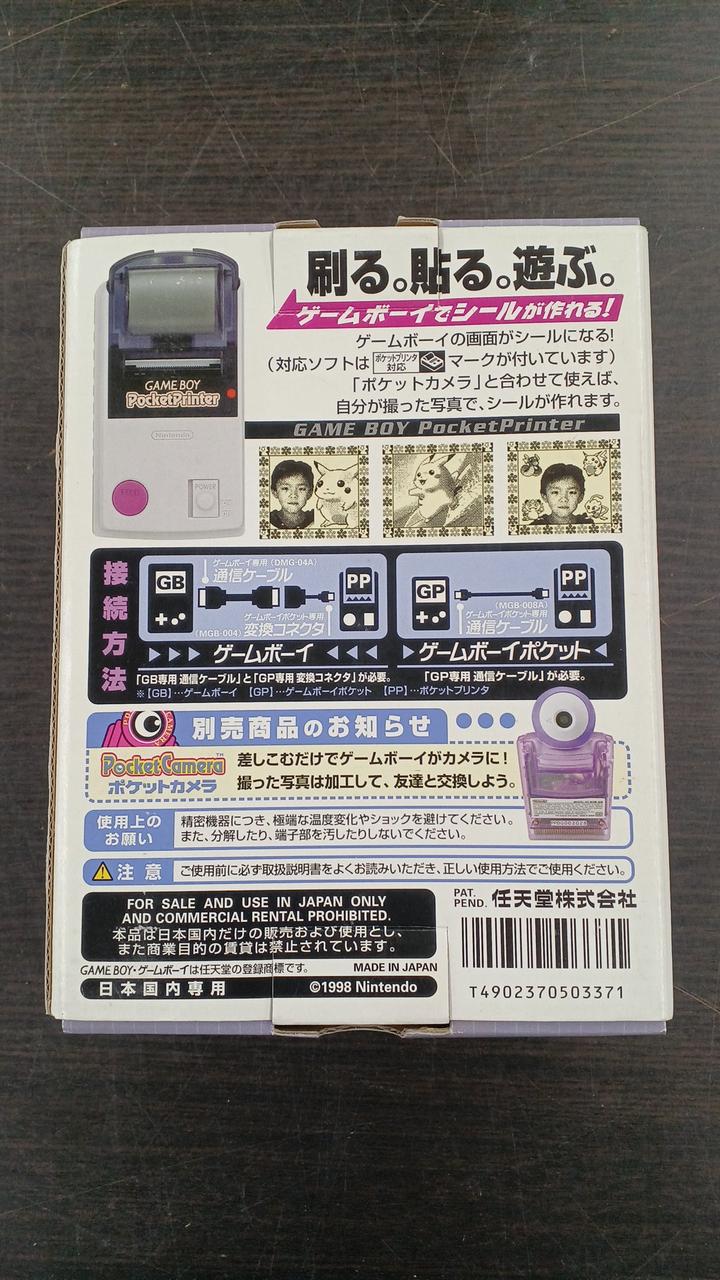 刷る。貼る。遊ぶ。
ゲームボーイでシールが作れる!
ゲームボーイの画面がシールになる!
(対応ソフトは ポケットプリンタ 対応 マークが付いています)
「ポケットカメラ」と合わせて使えば、
自分が撮った写真で、シールが作れます。
GAME BOY PocketPrinter
GAME BOY
PocketPrinter
Nintendo
FEED
POWER
接続方法
GB
ゲームボーイ専用(DMG-04A)
通信ケーブル
PP
ゲームボーイポケット専用
(MGB-004)変換コネクタ
ゲームボーイ
「GB専用 通信ケーブル」と「GP専用 変換コネクタ」が必要。
GP
PP
(MGB-008A)
ゲームボーイポケット専用
通信ケーブル
ゲームボーイポケット
「GP専用 通信ケーブル」が必要。
※【GB】…ゲームボーイ 【GP】…ゲームボーイポケット 【PP】…ポケットプリンタ
別売商品のお知らせ
PocketCamera™
ポケットカメラ
差しこむだけでゲームボーイがカメラに!
撮った写真は加工して、友達と交換しよう。
使用上のお願い
精密機器につき、極端な温度変化やショックを避けてください。
また、分解したり、端子部を汚したりしないでください。
注意
ご使用前に必ず取扱説明書をよくお読みいただき、正しい使用方法でご使用ください。
FOR SALE AND USE IN JAPAN ONLY
AND COMMERCIAL RENTAL PROHIBITED.
本品は日本国内だけの販売および使用とし、
また商業目的の賃貸は禁止されています。
GAME BOY・ゲームボーイは任天堂の登録商標です。
MADE IN JAPAN
日本国内専用
©1998 Nintendo
PAT. PEND. 任天堂株式会社
T4902370503371